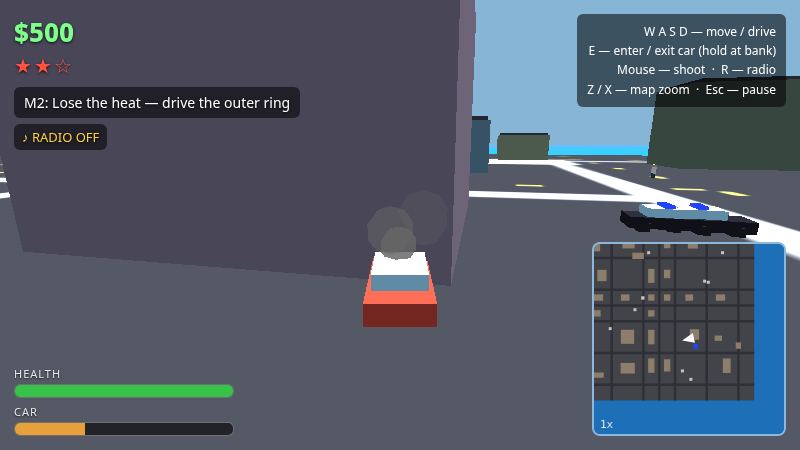 $500
★★☆
M2: Lose the heat — drive the outer ring
♪ RADIO OFF
W A S D — move / drive
E — enter / exit car (hold at bank)
Mouse — shoot · R — radio
Z / X — map zoom · Esc — pause
HEALTH
CAR
1x